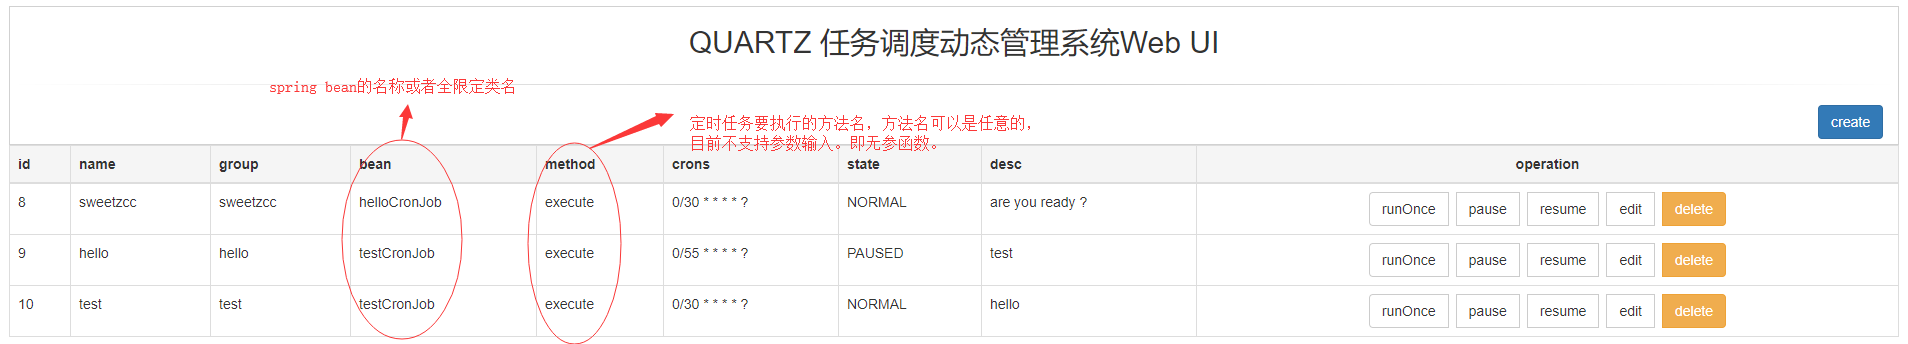 QUARTZ 任务调度动态管理系统Web UI
spring bean的名称或者全限定类名
定时任务要执行的方法名，方法名可以是任意的，
目前不支持参数输入。即无参函数。
create
id name group bean method crons state desc operation
8 sweetzcc sweetzcc helloCronJob execute 0/30 * * * * ? NORMAL are you ready ? runOnce pause resume edit delete
9 hello hello testCronJob execute 0/55 * * * * ? PAUSED test runOnce pause resume edit delete
10 test test testCronJob execute 0/30 * * * * ? NORMAL hello runOnce pause resume edit delete